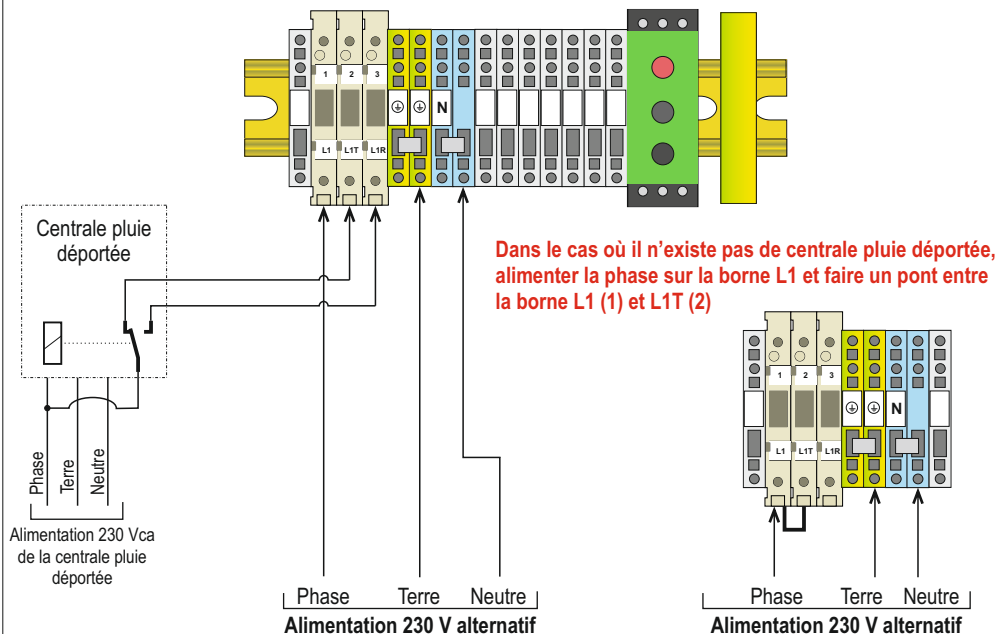 1 2 3
N
L1 L1T L1R
Centrale pluie
déportée
Dans le cas où il n’existe pas de centrale pluie déportée,
alimenter la phase sur la borne L1 et faire un pont entre
la borne L1 (1) et L1T (2)
1 2 3
N
L1 L1T L1R
Phase
Terre
Neutre
Alimentation 230 Vca
de la centrale pluie
déportée
Phase Terre Neutre
Alimentation 230 V alternatif
Phase Terre Neutre
Alimentation 230 V alternatif